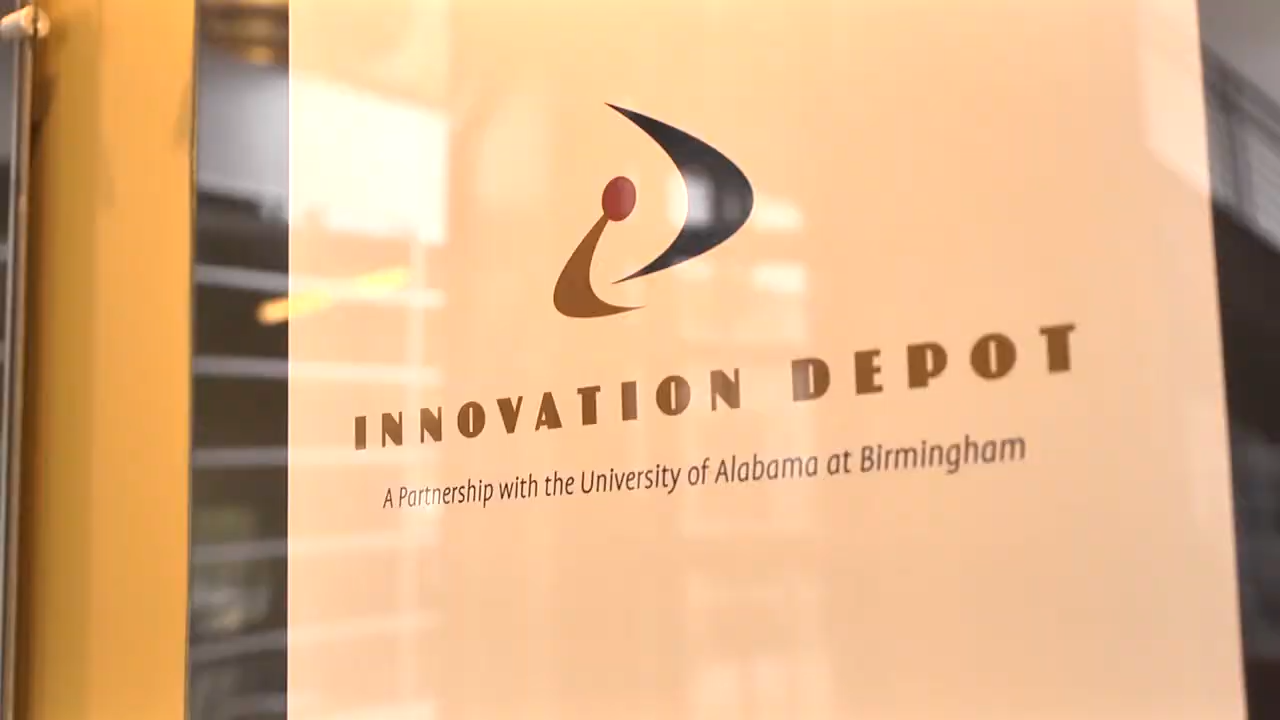 INNOVATION DEPOT
A Partnership with the University of Alabama at Birmingham